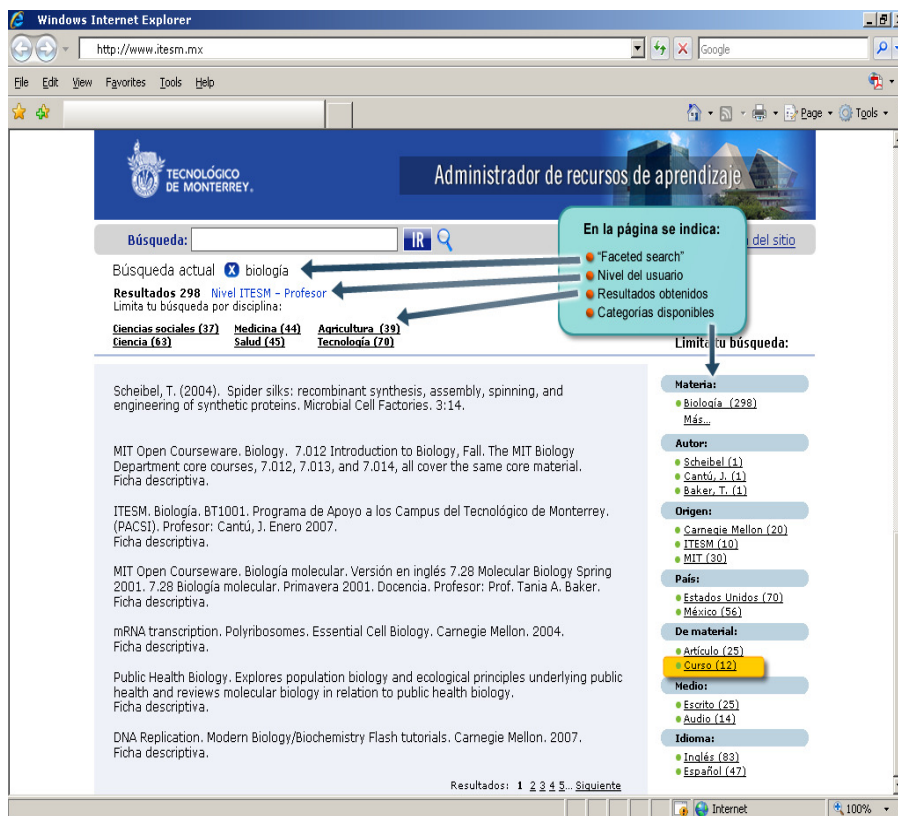 Windows Internet Explorer
http://www.itesm.mx
Google
File Edit View Favorites Tools Help
Page Tools
TECNOLÓGICO
DE MONTERREY.
Administrador de recursos de aprendizaje
Búsqueda: IR del sitio
En la página se indica:
"Faceted search"
Nivel del usuario
Resultados obtenidos
Categorias disponibles
Búsqueda actual X biología
Resultados 298 Nivel ITESM - Profesor
Limita tu búsqueda por disciplina:
Ciencias sociales (37) Medicina (44) Agricultura (39)
Ciencia (63) Salud (45) Tecnología (70)
Limita tu búsqueda:
Scheibel, T. (2004). Spider silks: recombinant synthesis, assembly, spinning, and
engineering of synthetic proteins. Microbial Cell Factories. 3:14.
MIT Open Courseware. Biology. 7.012 Introduction to Biology, Fall. The MIT Biology
Department core courses, 7.012, 7.013, and 7.014, all cover the same core material.
Ficha descriptiva.
ITESM. Biología. BT1001. Programa de Apoyo a los Campus del Tecnológico de Monterrey.
(PACSI). Profesor: Cantú, J. Enero 2007.
Ficha descriptiva.
MIT Open Courseware. Biología molecular. Versión en inglés 7.28 Molecular Biology Spring
2001. 7.28 Biología molecular. Primavera 2001. Docencia. Profesor: Prof. Tania A. Baker.
Ficha descriptiva.
mRNA transcription. Polyribosomes. Essential Cell Biology. Carnegie Mellon. 2004.
Ficha descriptiva.
Public Health Biology. Explores population biology and ecological principles underlying public
health and reviews molecular biology in relation to public health biology.
Ficha descriptiva.
DNA Replication. Modern Biology/Biochemistry Flash tutorials. Carnegie Mellon. 2007.
Ficha descriptiva.
Resultados: 1 2 3 4 5... Siguiente
Materia:
Biología (298)
Más...
Autor:
Scheibel (1)
Cantú, J. (1)
Baker, T. (1)
Origen:
Carnegie Mellon (20)
ITESM (10)
MIT (30)
País:
Estados Unidos (70)
México (56)
De material:
Artículo (25)
Curso (12)
Medio:
Escrito (25)
Audio (14)
Idioma:
Inglés (83)
Español (47)
Internet 100%